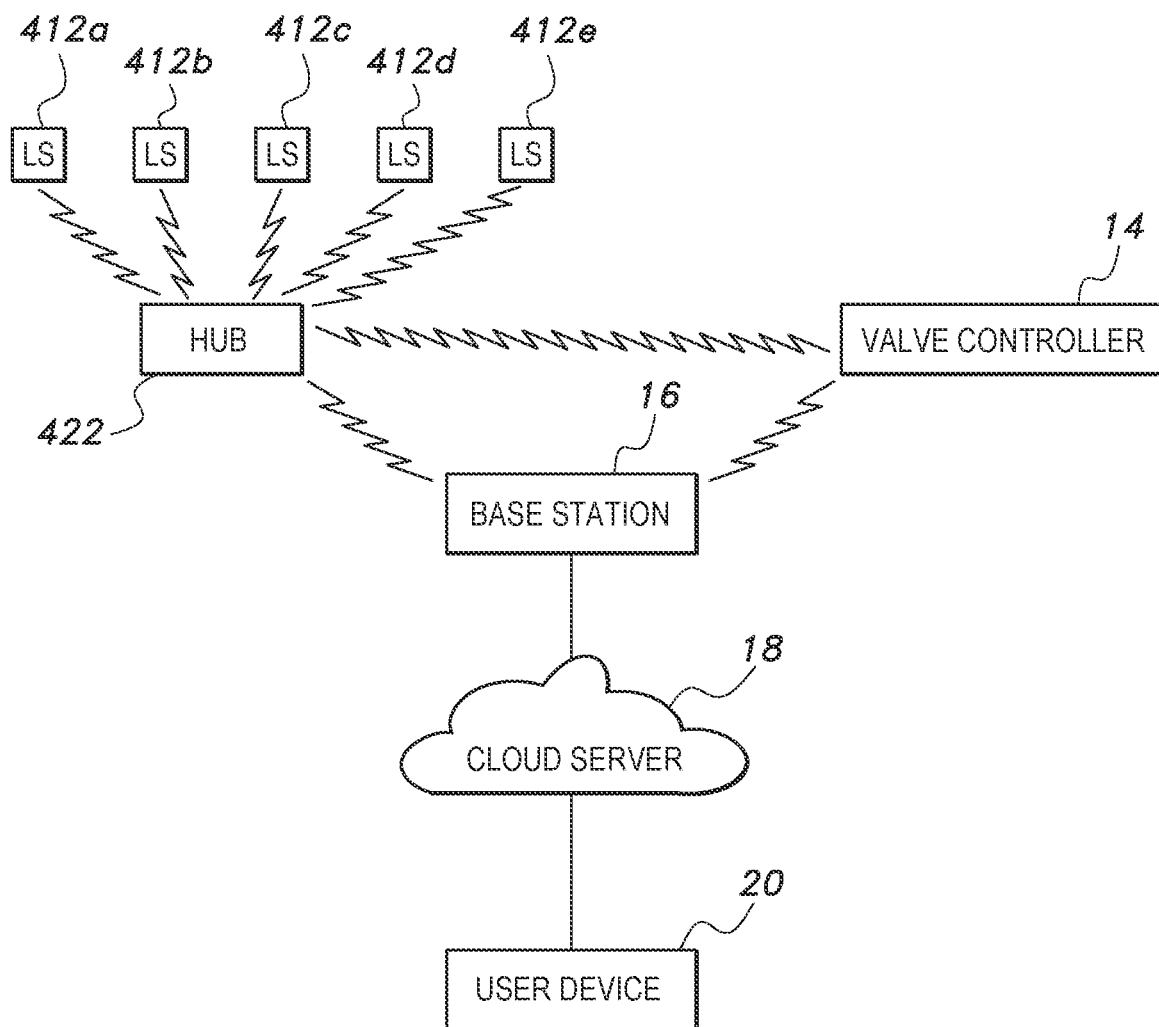 412a
412b
412c
412d
412e
LS
LS
LS
LS
LS
14
HUB
VALVE CONTROLLER
422
16
BASE STATION
18
CLOUD SERVER
20
USER DEVICE